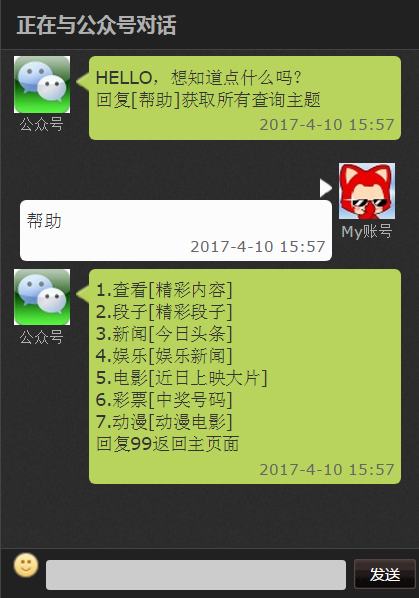 正在与公众号对话
HELLO，想知道点什么吗？
回复[帮助]获取所有查询主题
2017-4-10 15:57
公众号
帮助
2017-4-10 15:57
My账号
1.查看[精彩内容]
2.段子[精彩段子]
3.新闻[今日头条]
4.娱乐[娱乐新闻]
5.电影[近日上映大片]
6.彩票[中奖号码]
7.动漫[动漫电影]
回复99返回主页面
2017-4-10 15:57
公众号
发送